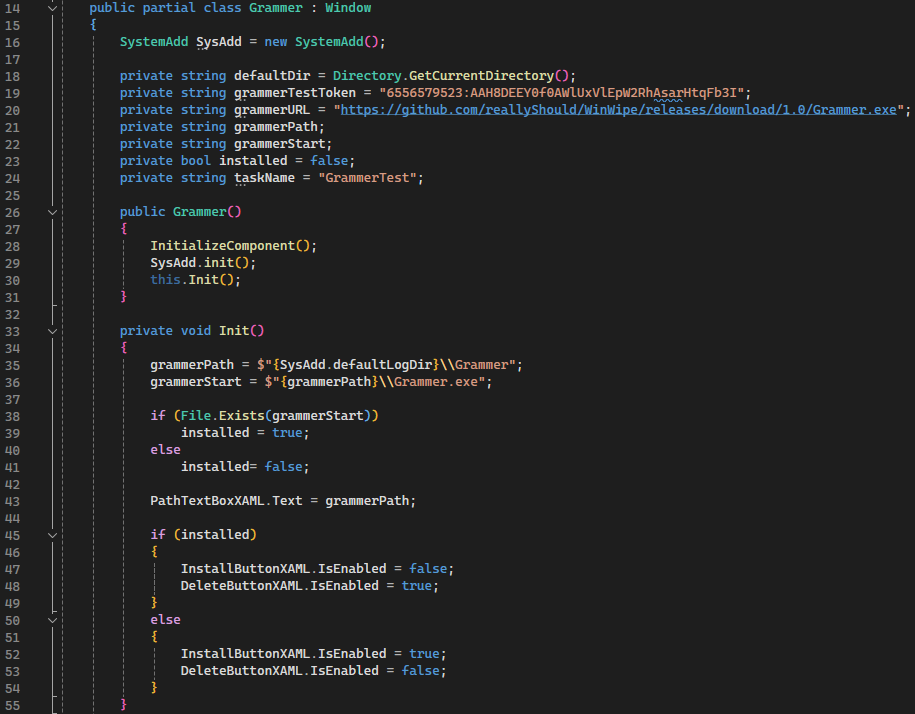 14 public partial class Grammer : Window
15 {
16 SystemAdd SysAdd = new SystemAdd();
17
18 private string defaultDir = Directory.GetCurrentDirectory();
19 private string grammerTestToken = "6556579523:AAH8DEEY0f0AWlUxVlEpW2RhAsarHtqFb3I";
20 private string grammerURL = "https://github.com/reallyShould/WinWipe/releases/download/1.0/Grammer.exe";
21 private string grammerPath;
22 private string grammerStart;
23 private bool installed = false;
24 private string taskName = "GrammerTest";
25
26 public Grammer()
27 {
28 InitializeComponent();
29 SysAdd.init();
30 this.Init();
31 }
32
33 private void Init()
34 {
35 grammerPath = $"{SysAdd.defaultLogDir}\\Grammer";
36 grammerStart = $"{grammerPath}\\Grammer.exe";
37
38 if (File.Exists(grammerStart))
39 installed = true;
40 else
41 installed= false;
42
43 PathTextBoxXAML.Text = grammerPath;
44
45 if (installed)
46 {
47 InstallButtonXAML.IsEnabled = false;
48 DeleteButtonXAML.IsEnabled = true;
49 }
50 else
51 {
52 InstallButtonXAML.IsEnabled = true;
53 DeleteButtonXAML.IsEnabled = false;
54 }
55 }